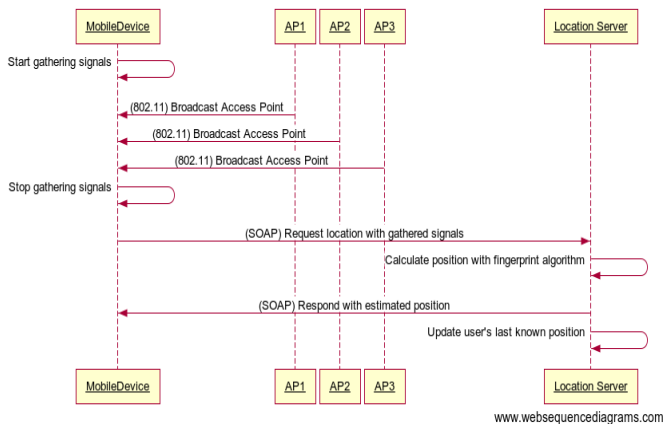 MobileDevice
AP1
AP2
AP3
Location Server
Start gathering signals
(802.11) Broadcast Access Point
(802.11) Broadcast Access Point
(802.11) Broadcast Access Point
Stop gathering signals
(SOAP) Request location with gathered signals
Calculate position with fingerprint algorithm
(SOAP) Respond with estimated position
Update user's last known position
MobileDevice
AP1
AP2
AP3
Location Server
www.websequencediagrams.com